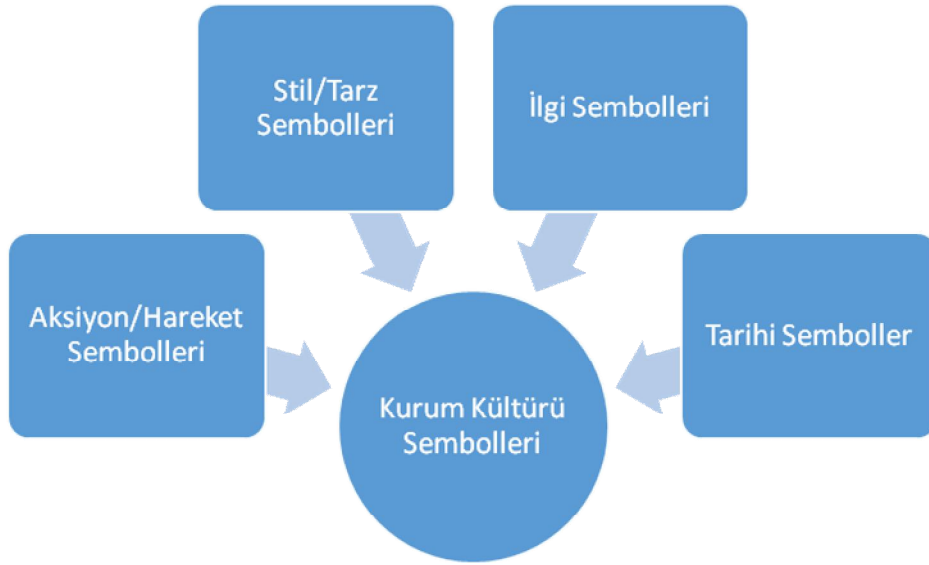 Stil/Tarz
Sembolleri
İlgi Sembolleri
Aksiyon/Hareket
Sembolleri
Tarihi Semboller
Kurum Kültürü
Sembolleri